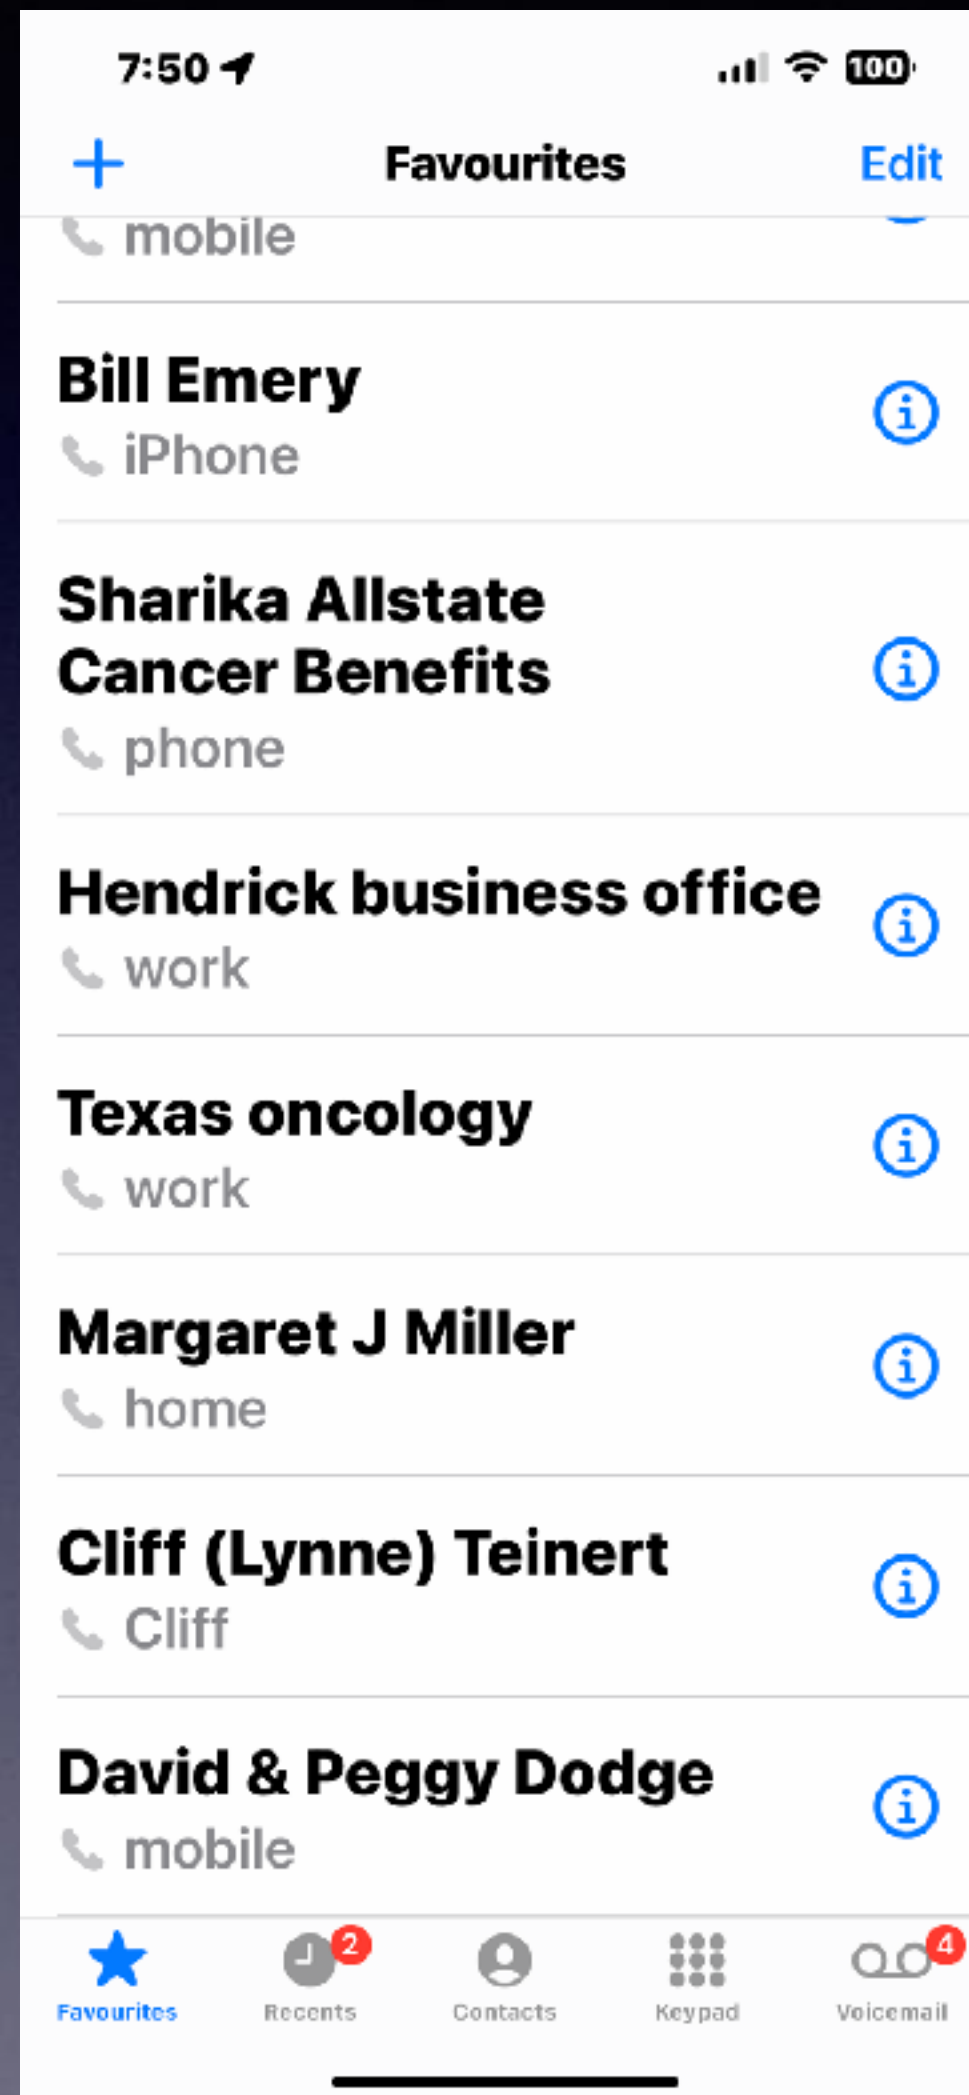 7:50
100
Favourites
Edit
mobile
Bill Emery
iPhone
Sharika Allstate
Cancer Benefits
phone
Hendrick business office
work
Texas oncology
work
Margaret J Miller
home
Cliff (Lynne) Teinert
Cliff
David & Peggy Dodge
mobile
2
4
Favourites
Recents
Contacts
Keypad
Voicemail